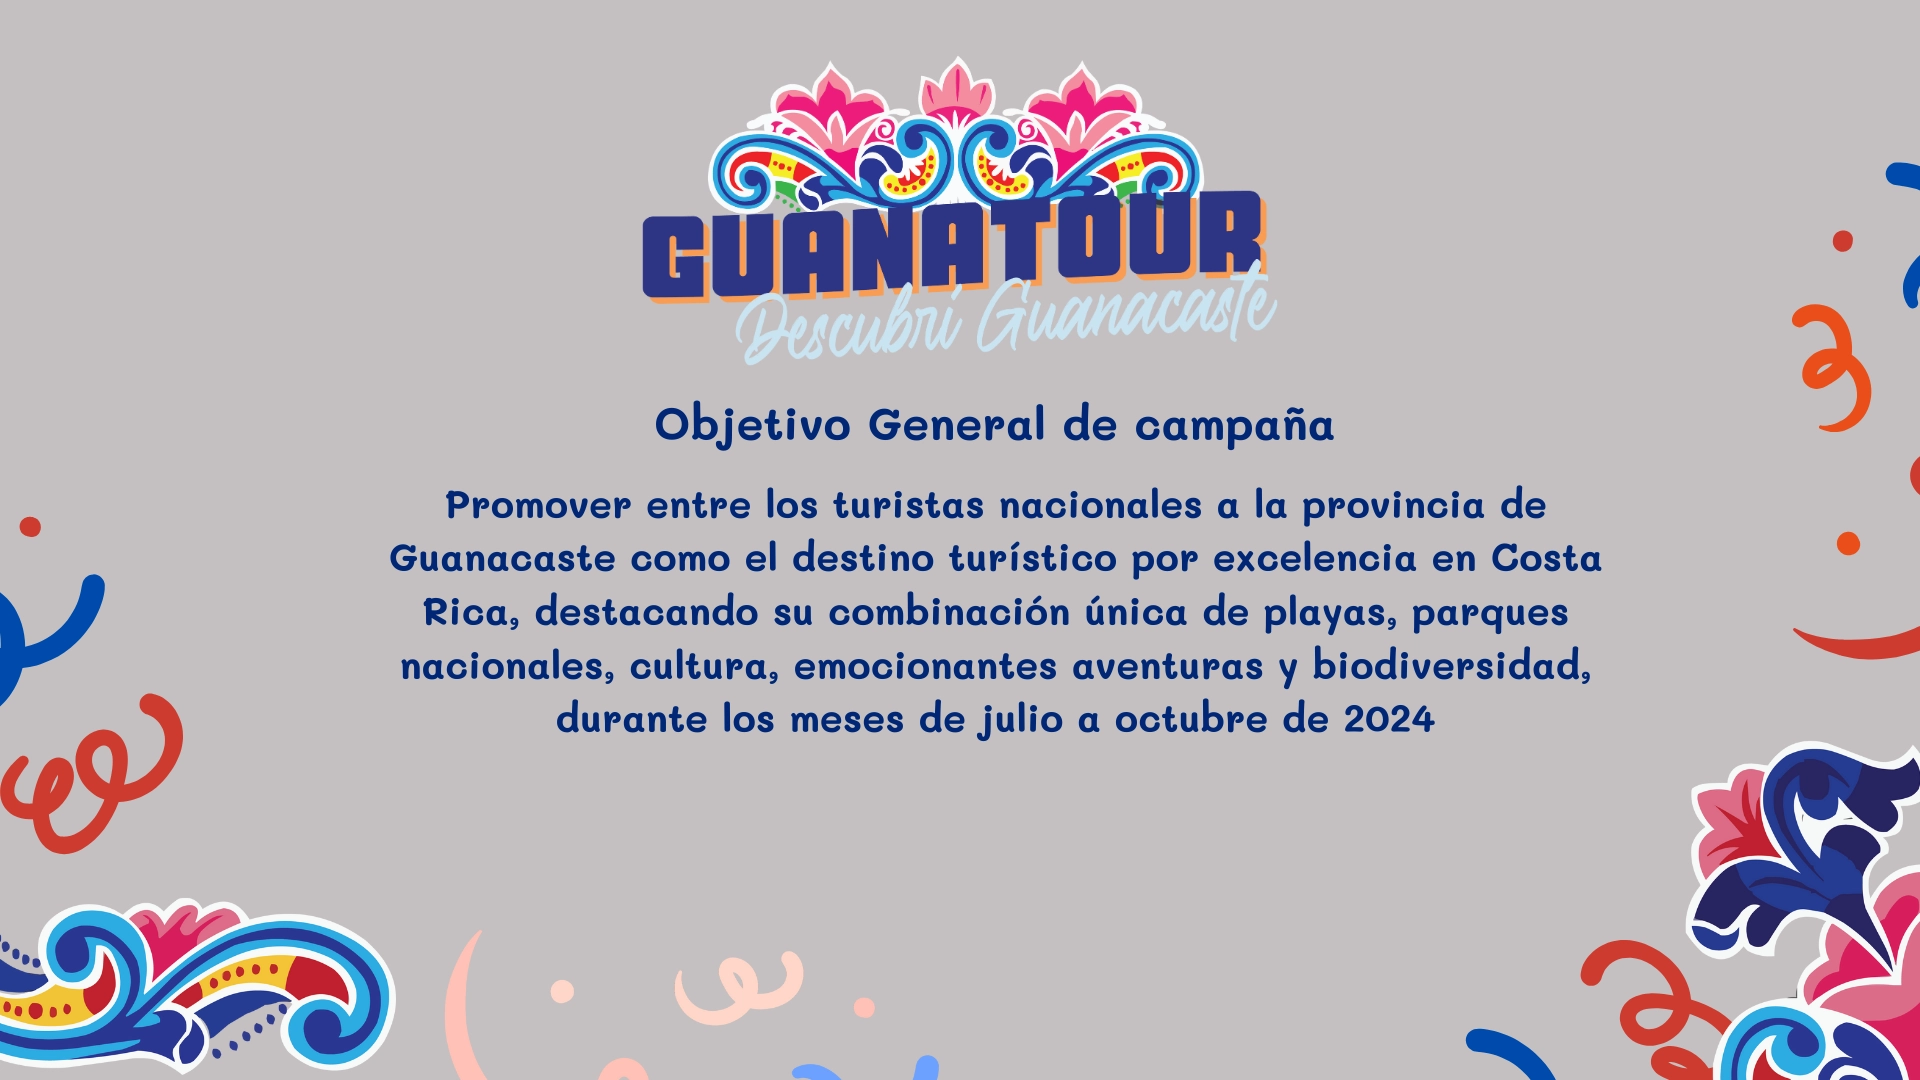 GUANATOUR
Descubrí Guanacaste
Objetivo General de campaña
Promover entre los turistas nacionales a la provincia de
Guanacaste como el destino turístico por excelencia en Costa
Rica, destacando su combinación única de playas, parques
nacionales, cultura, emocionantes aventuras y biodiversidad,
durante los meses de julio a octubre de 2024